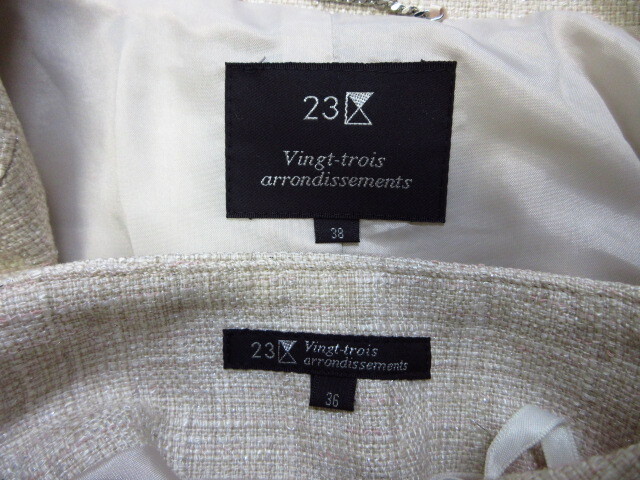 23
Vingt-trois
arrondissements
38
23 Vingt-trois
arrondissements
36